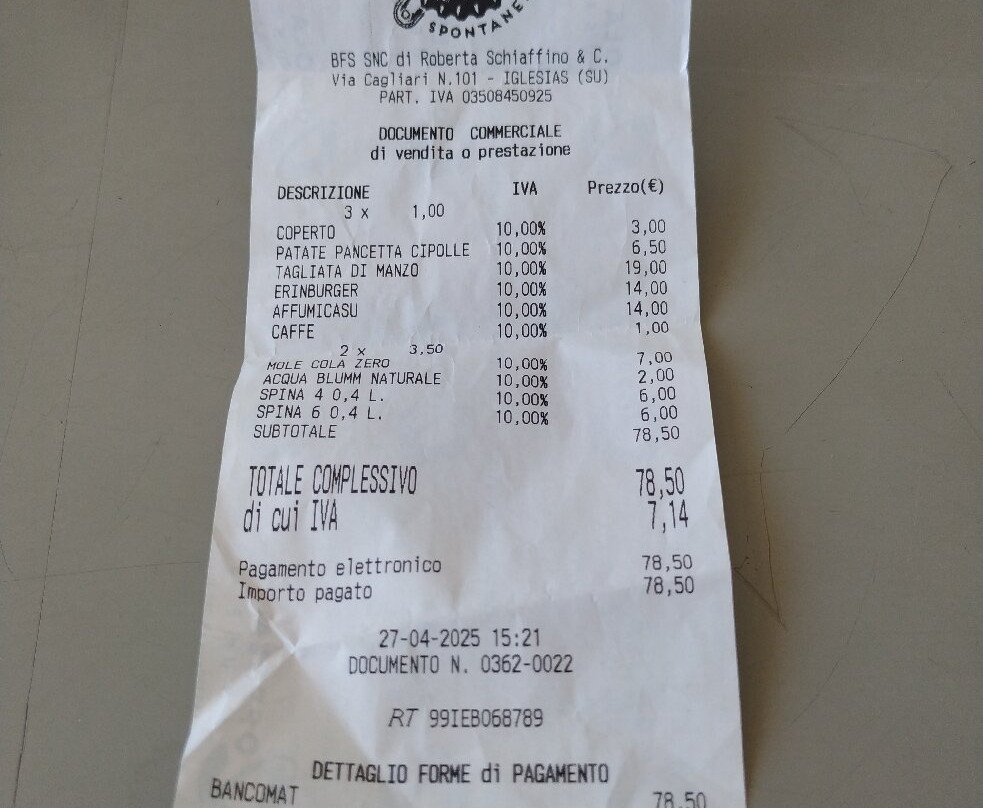 SPONTANE
BFS SNC di Roberta Schiaffino & C.
Via Cagliari N.101 - IGLESIAS (SU)
PART. IVA 03508450925
DOCUMENTO COMMERCIALE
di vendita o prestazione
DESCRIZIONE IVA Prezzo(€)
3 x 1,00
COPERTO 10,00% 3,00
PATATE PANCETTA CIPOLLE 10,00% 6,50
TAGLIATA DI MANZO 10,00% 19,00
ERINBURGER 10,00% 14,00
AFFUMICASU 10,00% 14,00
CAFFE 10,00% 1,00
2 x 3,50
MOLE COLA ZERO 10,00% 7,00
ACQUA BLUMM NATURALE 10,00% 2,00
SPINA 4 0,4 L. 10,00% 6,00
SPINA 6 0,4 L. 10,00% 6,00
SUBTOTALE 78,50
TOTALE COMPLESSIVO 78,50
di cui IVA 7,14
Pagamento elettronico 78,50
Importo pagato 78,50
27-04-2025 15:21
DOCUMENTO N. 0362-0022
RT 99IEB068789
DETTAGLIO FORME di PAGAMENTO
BANCOMAT 78,50